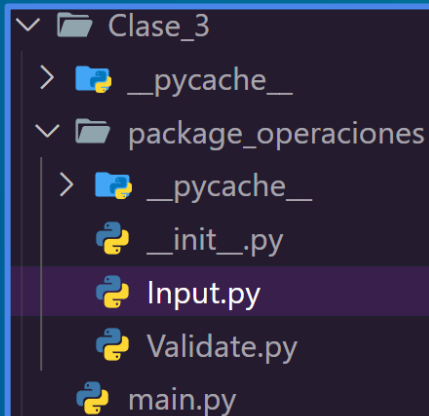 Clase_3
__pycache__
package_operaciones
__pycache__
__init__.py
Input.py
Validate.py
main.py